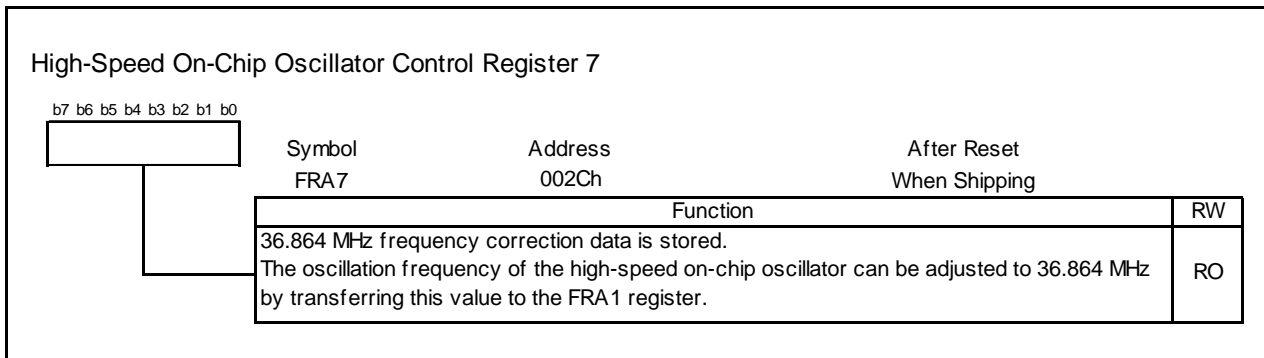 High-Speed On-Chip Oscillator Control Register 7
b7 b6 b5 b4 b3 b2 b1 b0
Symbol Address After Reset
FRA7 002Ch When Shipping
Function RW
36.864 MHz frequency correction data is stored.
The oscillation frequency of the high-speed on-chip oscillator can be adjusted to 36.864 MHz RO
by transferring this value to the FRA1 register.